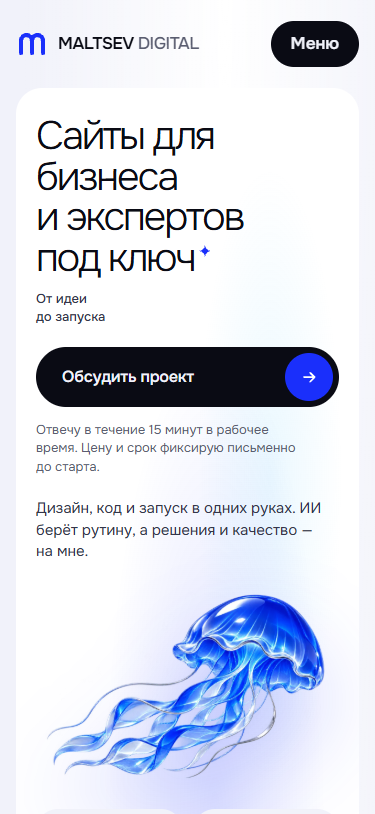 MALTSEV DIGITAL
Меню
Сайты для
бизнеса
и экспертов
под ключ
От идеи
до запуска
Обсудить проект
Отвечу в течение 15 минут в рабочее
время. Цену и срок фиксирую письменно
до старта.
Дизайн, код и запуск в одних руках. ИИ
берёт рутину, а решения и качество —
на мне.